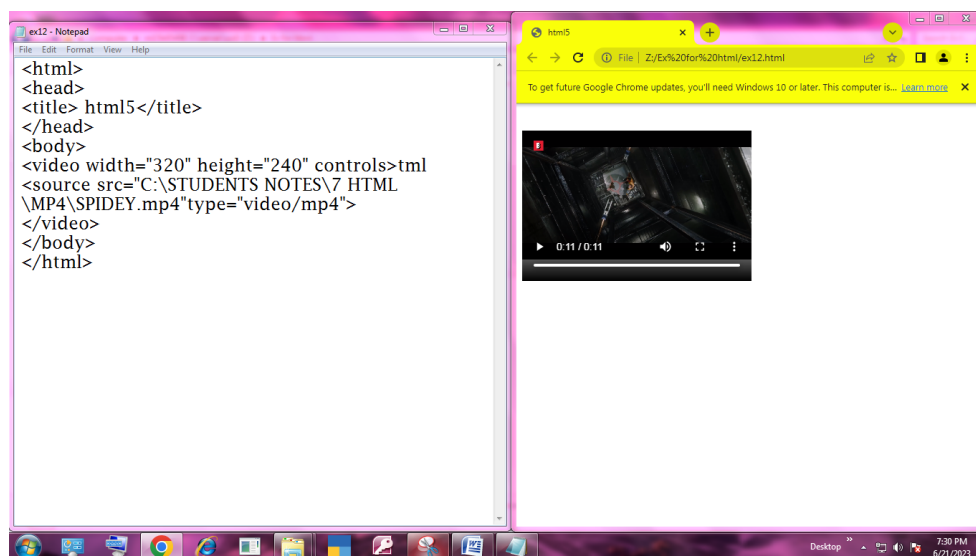 ex12 - Notepad
File Edit Format View Help
<html>
<head>
<title> html5</title>
</head>
<body>
<video width="320" height="240" controls>tml
<source src="C:\STUDENTS NOTES\7 HTML
\MP4\SPIDEY.mp4"type="video/mp4">
</video>
</body>
</html>
html5
File | Z:/Ex%20for%20html/ex12.html
To get future Google Chrome updates, you'll need Windows 10 or later. This computer is... Learn more
0:11 / 0:11
Desktop
7:30 PM
6/21/2023